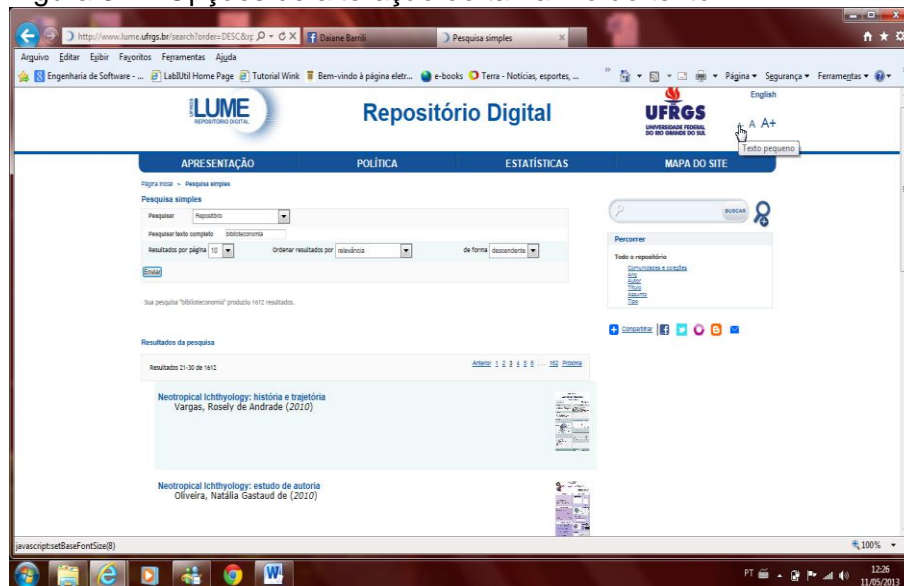 http://www.lume.ufrgs.br/search?order=DESC&rp
Daiane Barrili
Pesquisa simples
Arquivo Editar Exibir Favoritos Ferramentas Ajuda
Engenharia de Software - ... LabIUtil Home Page Tutorial Wink Bem-vindo à página eletr... e-books Terra - Notícias, esportes, ... » Página Segurança Ferramentas »
LUME
REPOSITÓRIO DIGITAL
Repositório Digital
UFRGS
UNIVERSIDADE FEDERAL
DO RIO GRANDE DO SUL
English
A- A A+
Texto pequeno
APRESENTAÇÃO POLÍTICA ESTATÍSTICAS MAPA DO SITE
Página inicial > Pesquisa simples
Pesquisa simples
Pesquisar Repositório
Pesquisar texto completo biblioteconomia
Resultados por página 10 Ordenar resultados por relevância de forma descendente
Enviar
Sua pesquisa "biblioteconomia" produziu 1612 resultados.
BUSCAR
Percorrer
Todo o repositório
Comunidades e coleções
Ano
Autor
Título
Assunto
Tipo
Compartilhar
Resultados da pesquisa
Resultados 21-30 de 1612
Anterior 1 2 3 4 5 6 ... 162 Próxima
Neotropical Ichthyology: história e trajetória
Vargas, Rosely de Andrade (2010)
Neotropical Ichthyology: estudo de autoria
Oliveira, Natália Gastaud de (2010)
javascript:setBaseFontSize(8)
100%
PT
12:26
11/05/2013